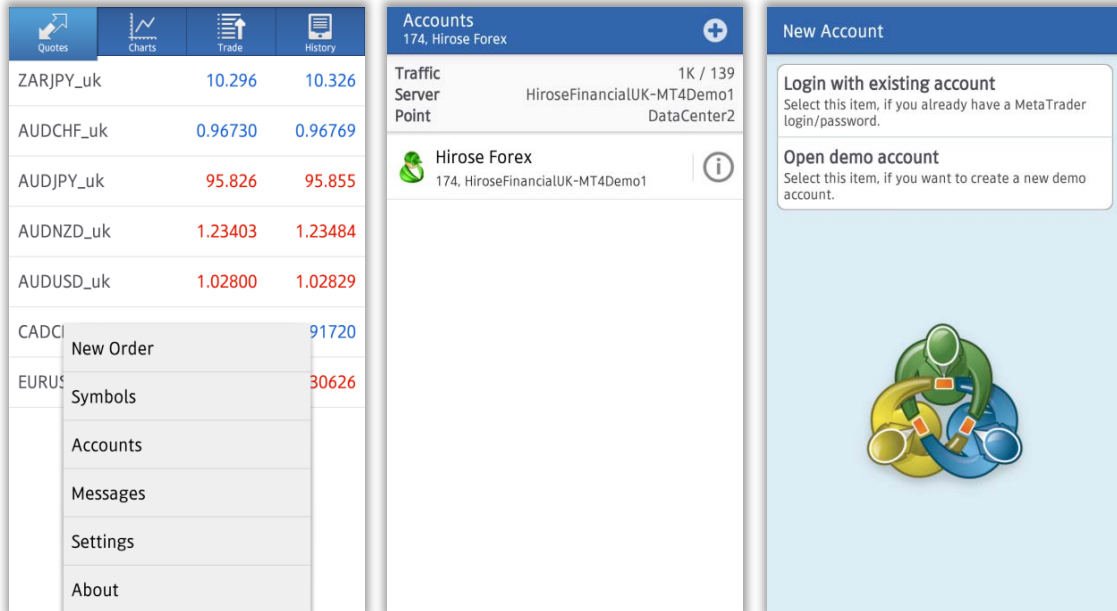 Quotes Charts Trade History
ZARJPY_uk 10.296 10.326
AUDCHF_uk 0.96730 0.96769
AUDJPY_uk 95.826 95.855
AUDNZD_uk 1.23403 1.23484
AUDUSD_uk 1.02800 1.02829
CADC 91720
EURUS 30626
New Order
Symbols
Accounts
Messages
Settings
About
Accounts
174, Hirose Forex
Traffic 1K / 139
Server HiroseFinancialUK-MT4Demo1
Point DataCenter2
Hirose Forex
174, HiroseFinancialUK-MT4Demo1
New Account
Login with existing account
Select this item, if you already have a MetaTrader
login/password.
Open demo account
Select this item, if you want to create a new demo
account.